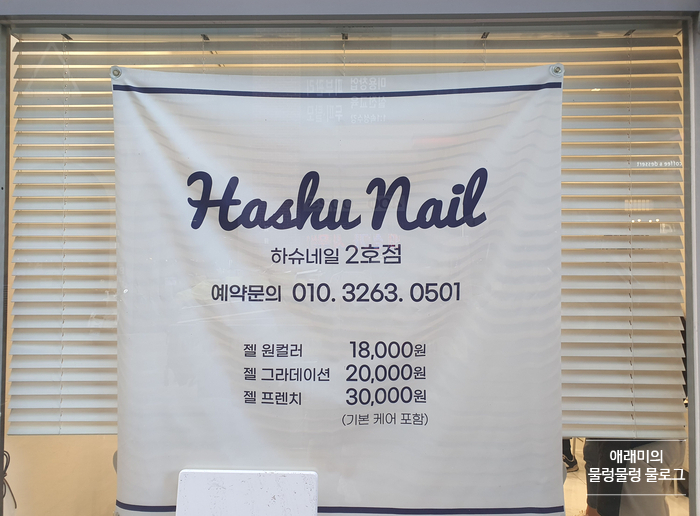 Hashu Nail
하슈네일 2호점
예약문의 010. 3263. 0501
젤 원컬러 18,000원
젤 그라데이션 20,000원
젤 프렌치 30,000원
(기본 케어 포함)
coffee & dessert
애래미의
물렁물렁 물로그